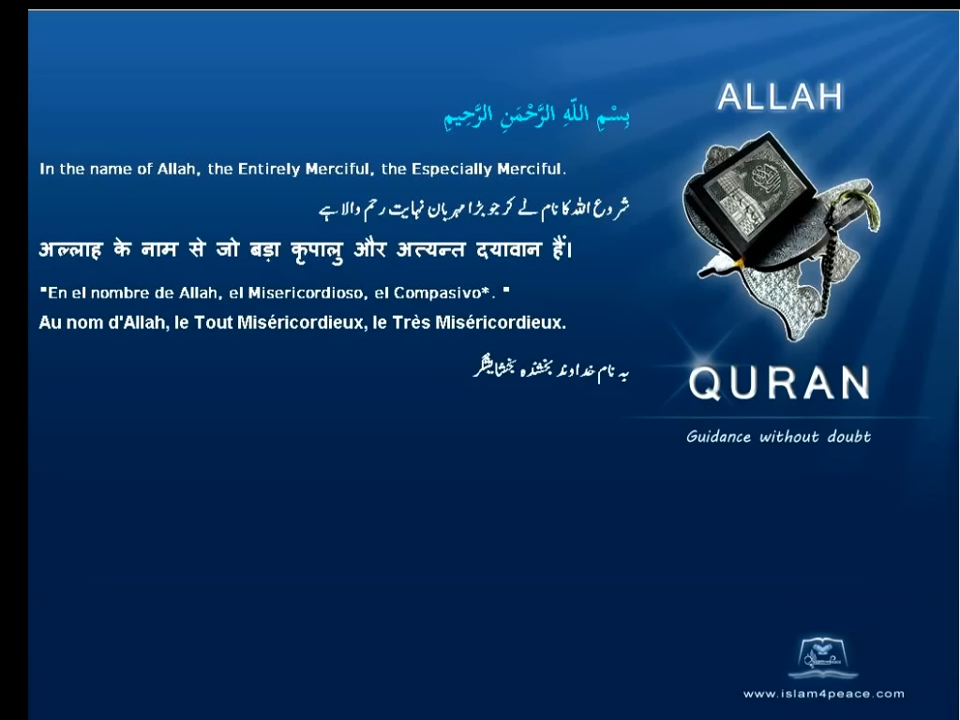 بِسْمِ اللَّهِ الرَّحْمَنِ الرَّحِيمِ
In the name of Allah, the Entirely Merciful, the Especially Merciful.
شروع الله کا نام لے کر جو بڑا مہربان نہایت رحم والا ہے
अल्लाह के नाम से जो बड़ा कृपालु और अत्यन्त दयावान हैं।
"En el nombre de Allah, el Misericordioso, el Compasivo*. "
Au nom d'Allah, le Tout Miséricordieux, le Très Miséricordieux.
به نام خداوند بخشنده بخشایشگر
ALLAH
QURAN
Guidance without doubt
www.islam4peace.com